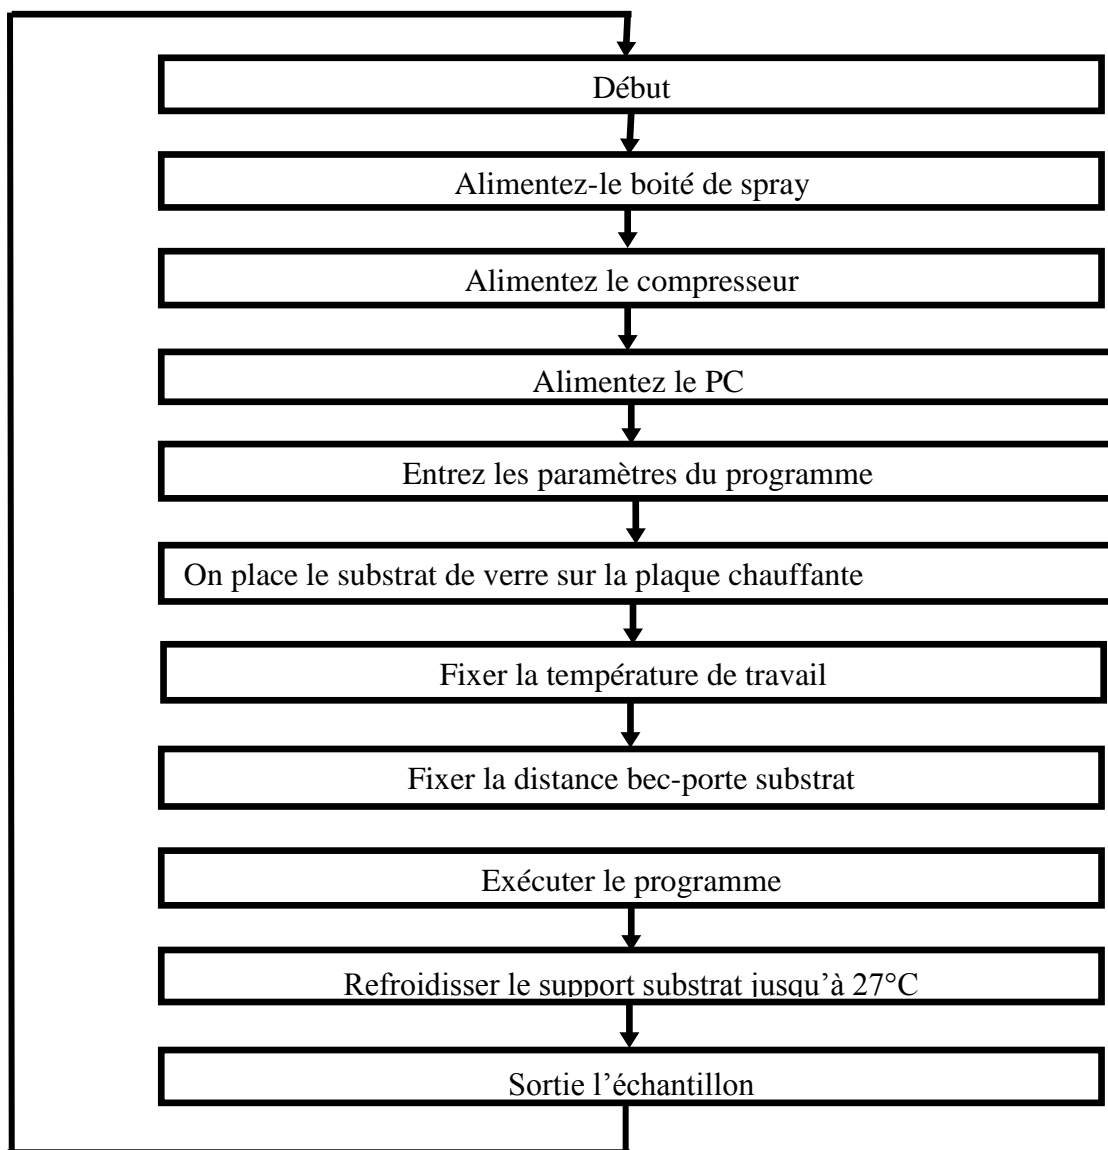 Début
Alimentez-le boité de spray
Alimentez le compresseur
Alimentez le PC
Entrez les paramètres du programme
On place le substrat de verre sur la plaque chauffante
Fixer la température de travail
Fixer la distance bec-porte substrat
Exécuter le programme
Refroidisser le support substrat jusqu’à 27°C
Sortie l’échantillon